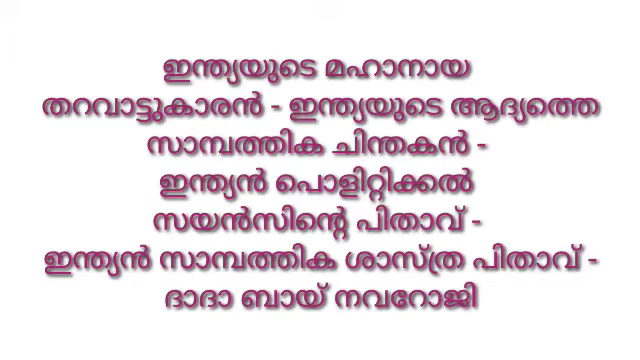 ഇന്ത്യയുടെ മഹാനായ
തറവാട്ടുകാരൻ - ഇന്ത്യയുടെ ആദ്യത്തെ
സാമ്പത്തിക ചിന്തകൻ -
ഇന്ത്യൻ പൊളിറ്റിക്കൽ
സയൻസിന്റെ പിതാവ് -
ഇന്ത്യൻ സാമ്പത്തിക ശാസ്ത്ര പിതാവ് -
ദാദാ ബായ് നവറോജി